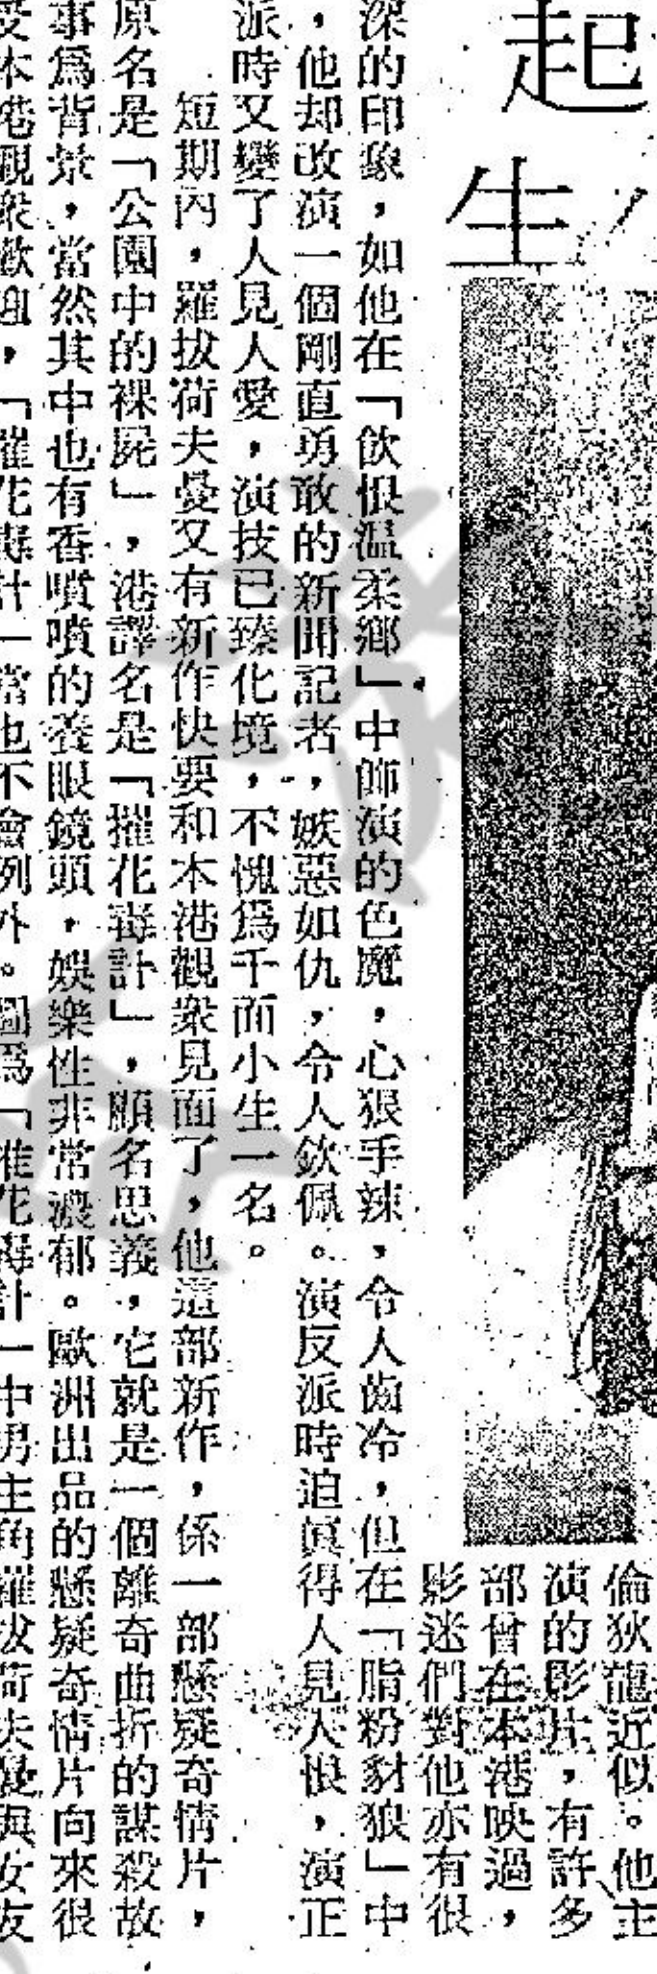 起
生
倫狄龍近似。他主
演的影片，有許多
部曾在本港映過，
影迷們對他亦有很
深的印象，如他在「飲恨温柔鄉」中飾演的色魔，心狠手辣，令人齒冷，但在「脂粉豺狼」中
，他却改演一個剛直勇敢的新聞記者，嫉惡如仇，令人欽佩。演反派時迫眞得人見人恨，演正
派時又變了人見人愛，演技已臻化境，不愧爲千面小生一名。
短期內，羅拔荷夫曼又有新作快要和本港觀衆見面了，他這部新作，係一部懸疑奇情片，
原名是「公園中的裸屍」，港譯名是「摧花毒計」，顧名思義，它就是一個離奇曲折的謀殺故
事爲背景，當然其中也有香噴噴的養眼鏡頭，娛樂性非常濃郁。歐洲出品的懸疑奇情片向來很
受本港觀衆歡迎，「摧花毒計」當也不會例外。圖爲「摧花毒計」中男主角羅拔荷夫曼與女友